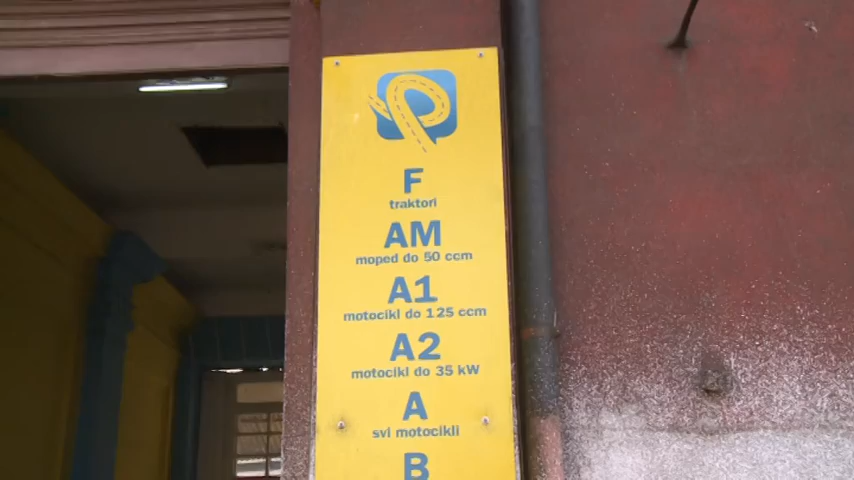 F
traktori
AM
moped do 50 ccm
A1
motocikl do 125 ccm
A2
motocikl do 35 kW
A
svi motocikli
B